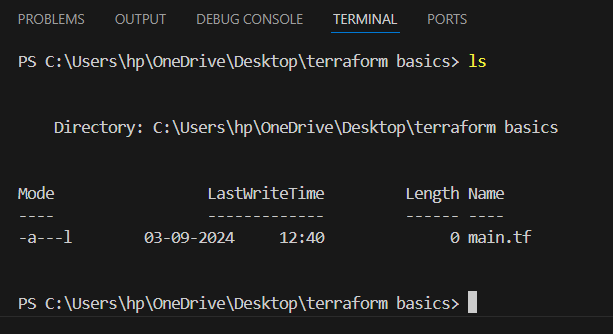 PROBLEMS OUTPUT DEBUG CONSOLE TERMINAL PORTS
PS C:\Users\hp\OneDrive\Desktop\terraform basics> ls
Directory: C:\Users\hp\OneDrive\Desktop\terraform basics
Mode LastWriteTime Length Name
---- ------------- ------ ----
-a---l 03-09-2024 12:40 0 main.tf
PS C:\Users\hp\OneDrive\Desktop\terraform basics>